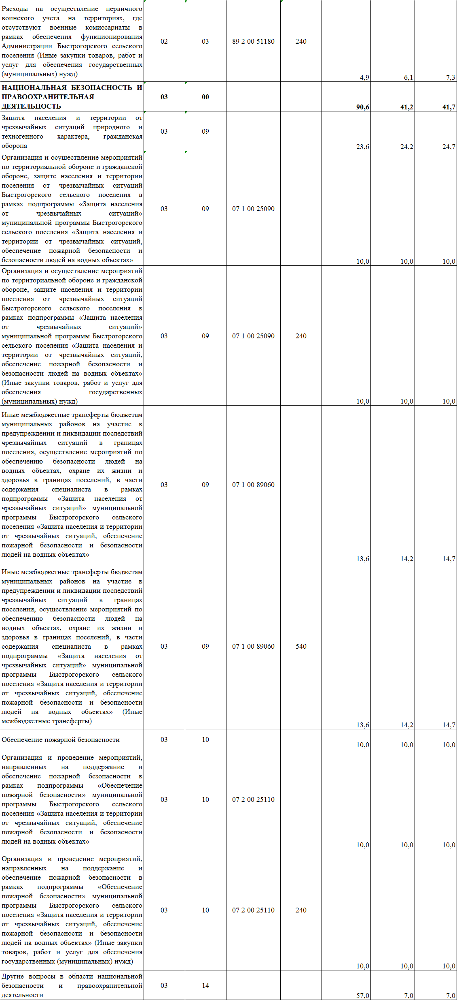 Расходы на осуществление первичного
воинского учета на территориях, где
отсутствуют военные комиссариаты в
рамках обеспечения функционирования
Администрации Быстрогорского сельского
поселения (Иные закупки товаров, работ и
услуг для обеспечения государственных
(муниципальных) нужд)
02 03 89 2 00 51180 240 4,9 6,1 7,3
НАЦИОНАЛЬНАЯ БЕЗОПАСНОСТЬ И
ПРАВООХРАНИТЕЛЬНАЯ
ДЕЯТЕЛЬНОСТЬ
03 00 90,6 41,2 41,7
Защита населения и территории от
чрезвычайных ситуаций природного и
техногенного характера, гражданская
оборона
03 09 23,6 24,2 24,7
Организация и осуществление мероприятий
по территориальной обороне и гражданской
обороне, защите населения и территории
поселения от чрезвычайных ситуаций
Быстрогорского сельского поселения в
рамках подпрограммы «Защита населения
от чрезвычайных ситуаций»
муниципальной программы Быстрогорского
сельского поселения «Защита населения и
территории от чрезвычайных ситуаций,
обеспечение пожарной безопасности и
безопасности людей на водных объектах»
03 09 07 1 00 25090 10,0 10,0 10,0
Организация и осуществление мероприятий
по территориальной обороне и гражданской
обороне, защите населения и территории
поселения от чрезвычайных ситуаций
Быстрогорского сельского поселения в
рамках подпрограммы «Защита населения
от чрезвычайных ситуаций»
муниципальной программы Быстрогорского
сельского поселения «Защита населения и
территории от чрезвычайных ситуаций,
обеспечение пожарной безопасности и
безопасности людей на водных объектах»
(Иные закупки товаров, работ и услуг для
обеспечения государственных
(муниципальных) нужд)
03 09 07 1 00 25090 240 10,0 10,0 10,0
Иные межбюджетные трансферты бюджетам
муниципальных районов на участие в
предупреждении и ликвидации последствий
чрезвычайных ситуаций в границах
поселения, осуществление мероприятий по
обеспечению безопасности людей на
водных объектах, охране их жизни и
здоровья в границах поселений, в части
содержания специалиста в рамках
подпрограммы «Защита населения от
чрезвычайных ситуаций» муниципальной
программы Быстрогорского сельского
поселения «Защита населения и территории
от чрезвычайных ситуаций, обеспечение
пожарной безопасности и безопасности
людей на водных объектах»
03 09 07 1 00 89060 13,6 14,2 14,7
Иные межбюджетные трансферты бюджетам
муниципальных районов на участие в
предупреждении и ликвидации последствий
чрезвычайных ситуаций в границах
поселения, осуществление мероприятий по
обеспечению безопасности людей на
водных объектах, охране их жизни и
здоровья в границах поселений, в части
содержания специалиста в рамках
подпрограммы «Защита населения от
чрезвычайных ситуаций» муниципальной
программы Быстрогорского сельского
поселения «Защита населения и территории
от чрезвычайных ситуаций, обеспечение
пожарной безопасности и безопасности
людей на водных объектах» (Иные
межбюджетные трансферты)
03 09 07 1 00 89060 540 13,6 14,2 14,7
Обеспечение пожарной безопасности
03 10 10,0 10,0 10,0
Организация и проведение мероприятий,
направленных на поддержание и
обеспечение пожарной безопасности в
рамках подпрограммы «Обеспечение
пожарной безопасности» муниципальной
программы Быстрогорского сельского
поселения «Защита населения и территории
от чрезвычайных ситуаций, обеспечение
пожарной безопасности и безопасности
людей на водных объектах»
03 10 07 2 00 25110 10,0 10,0 10,0
Организация и проведение мероприятий,
направленных на поддержание и
обеспечение пожарной безопасности в
рамках подпрограммы «Обеспечение
пожарной безопасности» муниципальной
программы Быстрогорского сельского
поселения «Защита населения и территории
от чрезвычайных ситуаций, обеспечение
пожарной безопасности и безопасности
людей на водных объектах» (Иные закупки
товаров, работ и услуг для обеспечения
государственных (муниципальных) нужд)
03 10 07 2 00 25110 240 10,0 10,0 10,0
Другие вопросы в области национальной
безопасности и правоохранительной
деятельности
03 14 57,0 7,0 7,0